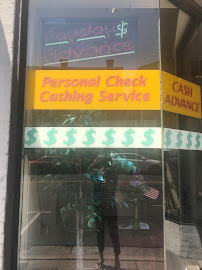 Payday $
Advance
Personal Check
Cashing Service
CASH
ADVANCE
$ $ $ $ $ $ $ $ $